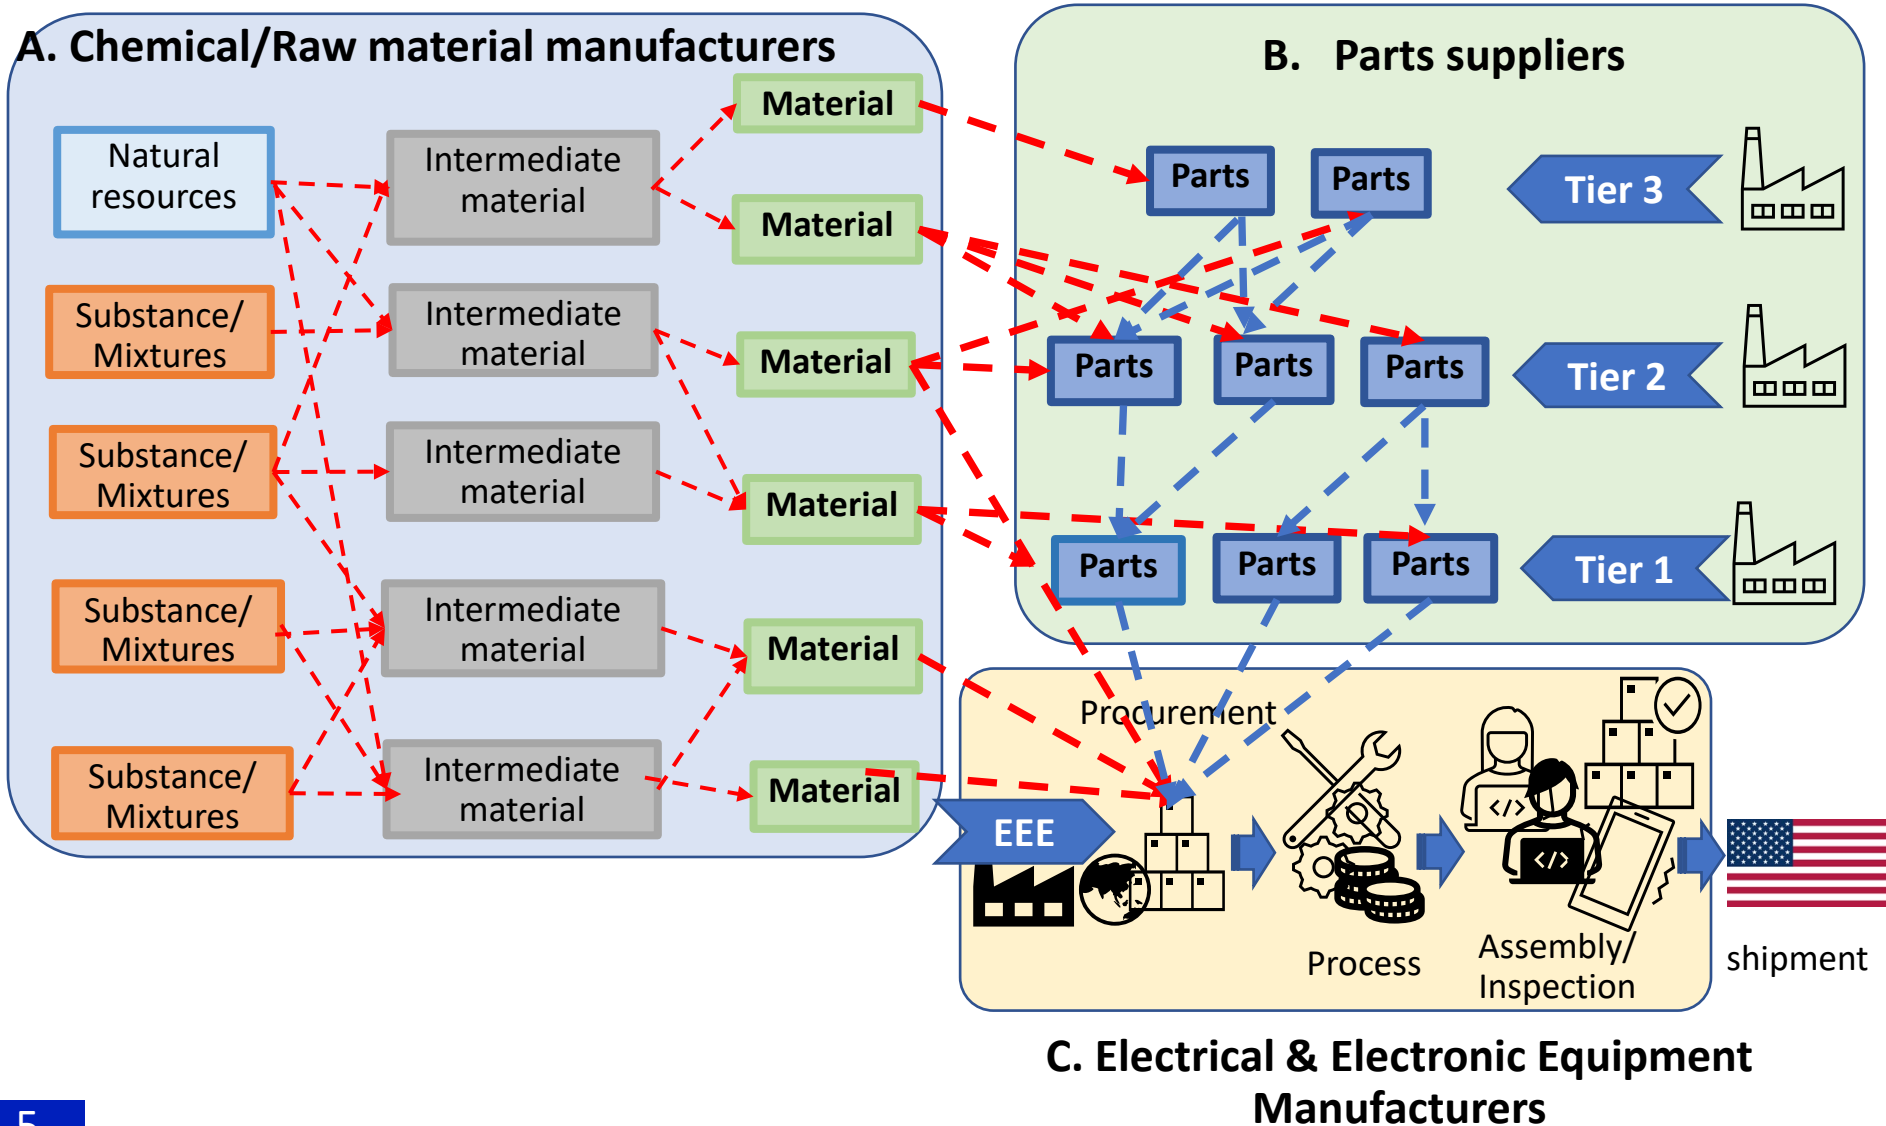 A. Chemical/Raw material manufacturers
Natural
resources
Substance/
Mixtures
Substance/
Mixtures
Substance/
Mixtures
Substance/
Mixtures
Intermediate
material
Intermediate
material
Intermediate
material
Intermediate
material
Intermediate
material
Material
Material
Material
Material
Material
Material
B. Parts suppliers
Parts
Parts
Tier 3
Parts
Parts
Parts
Tier 2
Parts
Parts
Parts
Tier 1
Procurement
EEE
</>
</>
Process
Assembly/
Inspection
shipment
C. Electrical & Electronic Equipment
Manufacturers
5